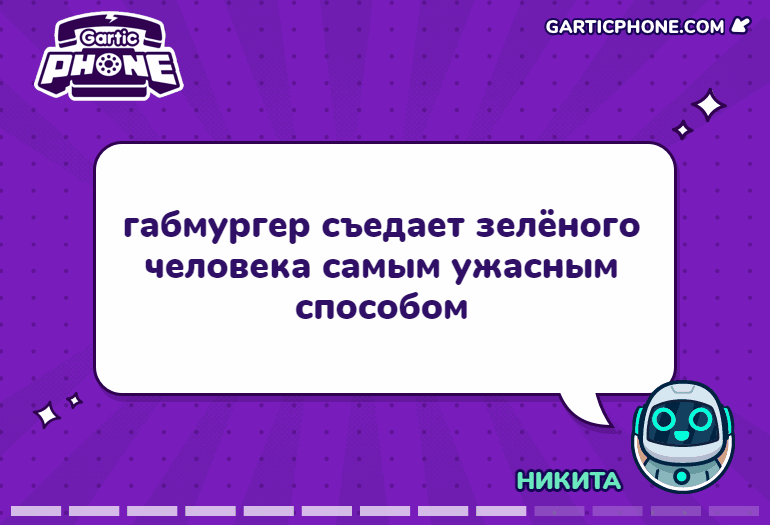 Gartic
PHONE
GARTICPHONE.COM
габмургер съедает зелёного
человека самым ужасным
способом
НИКИТА